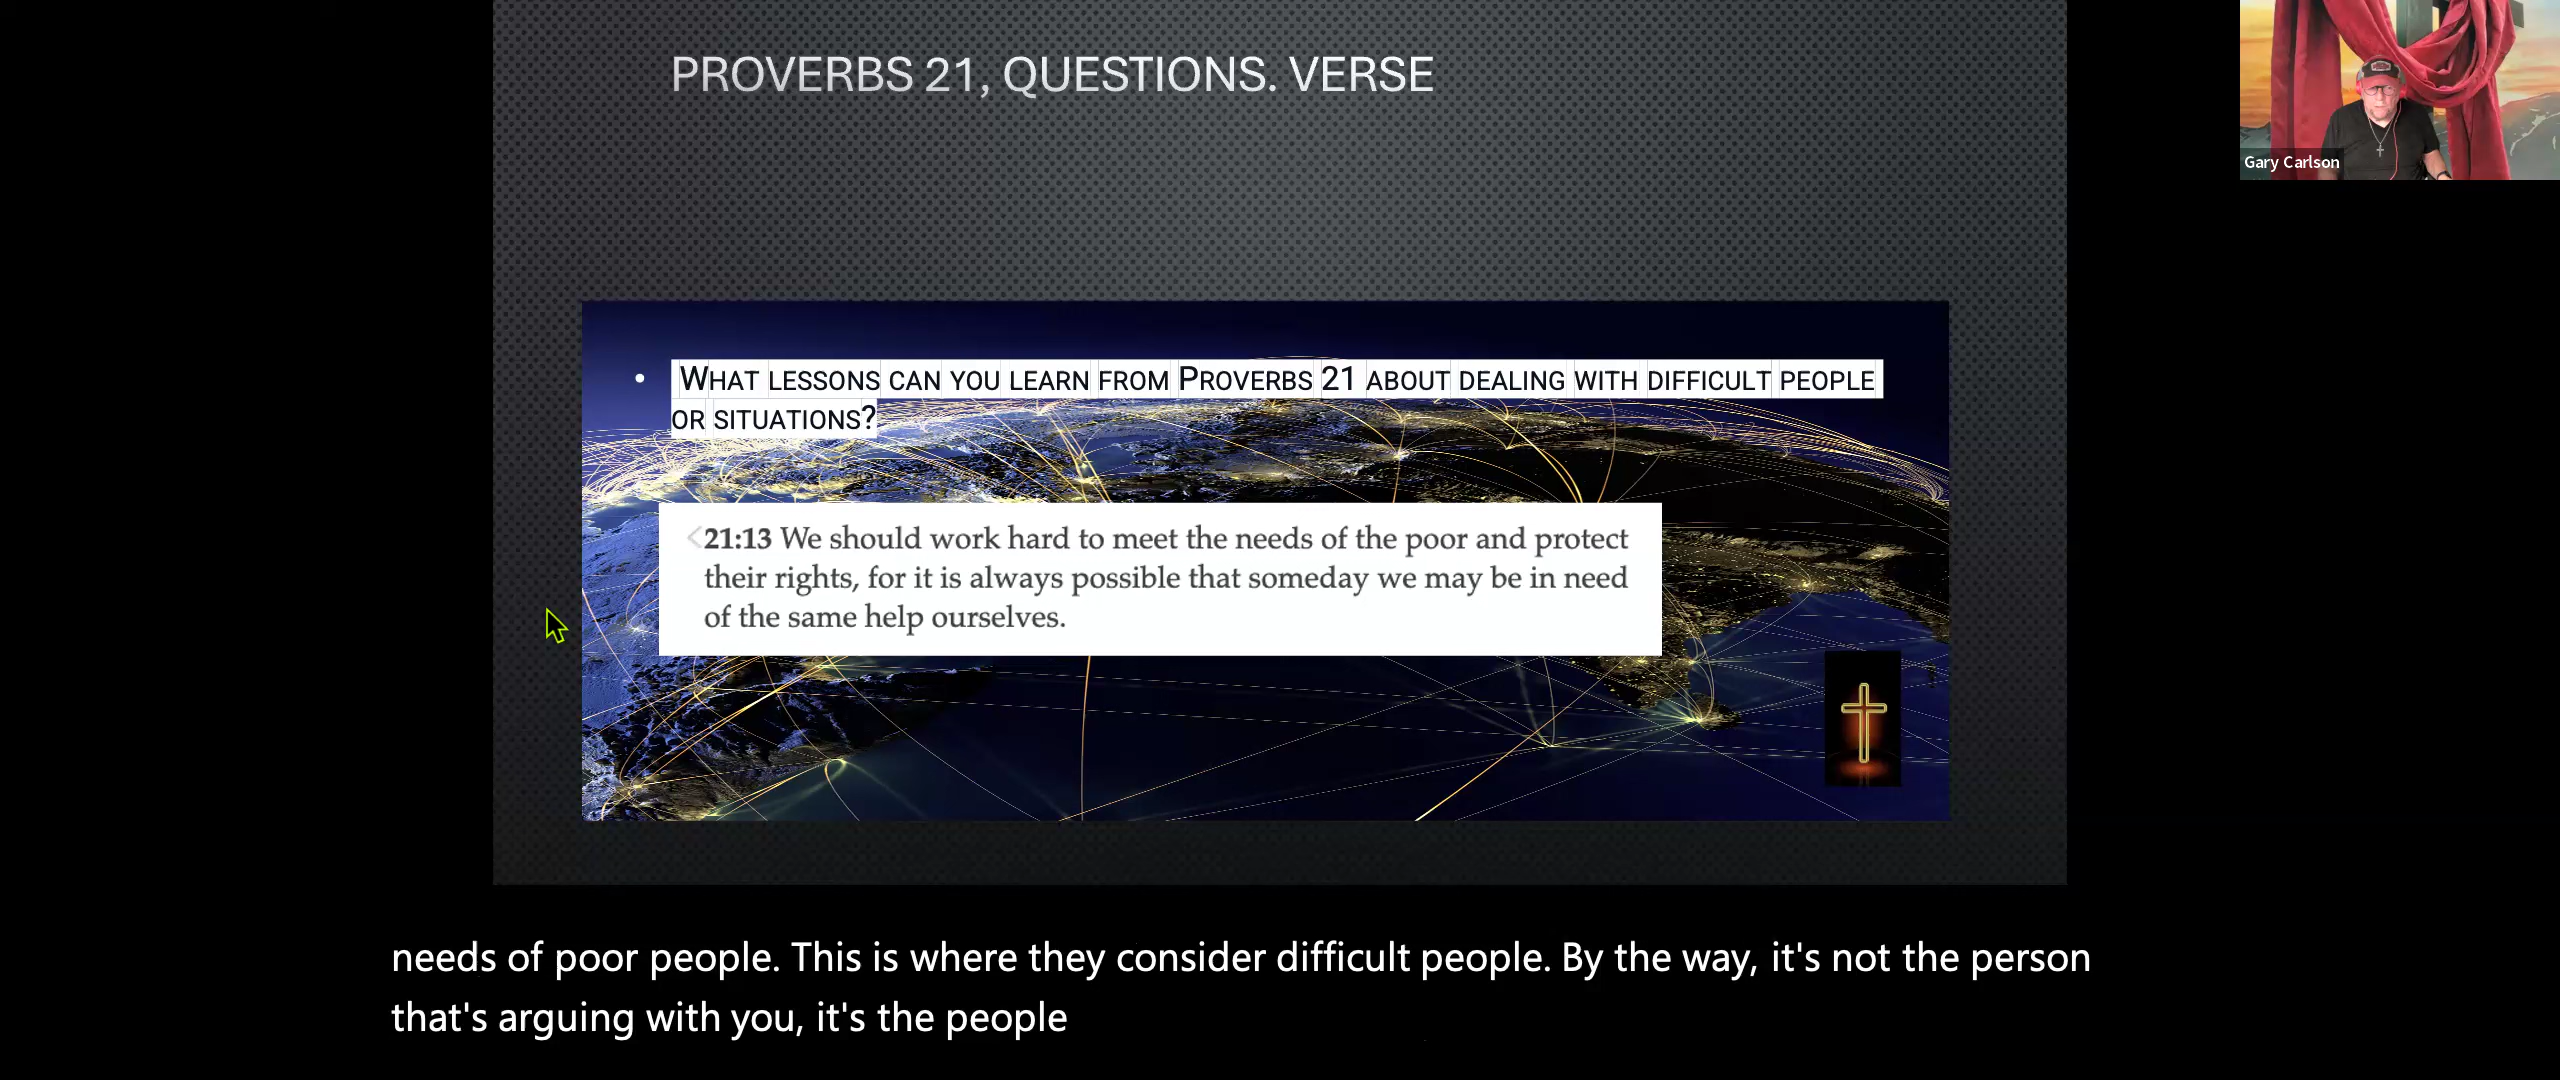 PROVERBS 21, QUESTIONS. VERSE
Gary Carlson
• WHAT LESSONS CAN YOU LEARN FROM PROVERBS 21 ABOUT DEALING WITH DIFFICULT PEOPLE
OR SITUATIONS?
<21:13 We should work hard to meet the needs of the poor and protect
their rights, for it is always possible that someday we may be in need
of the same help ourselves.
needs of poor people. This is where they consider difficult people. By the way, it's not the person
that's arguing with you, it's the people